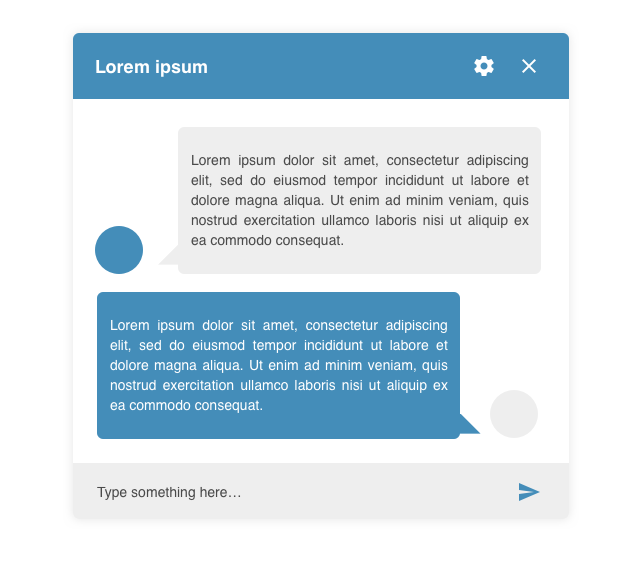 Lorem ipsum
Lorem ipsum dolor sit amet, consectetur adipiscing
elit, sed do eiusmod tempor incididunt ut labore et
dolore magna aliqua. Ut enim ad minim veniam, quis
nostrud exercitation ullamco laboris nisi ut aliquip ex
ea commodo consequat.
Lorem ipsum dolor sit amet, consectetur adipiscing
elit, sed do eiusmod tempor incididunt ut labore et
dolore magna aliqua. Ut enim ad minim veniam, quis
nostrud exercitation ullamco laboris nisi ut aliquip ex
ea commodo consequat.
Type something here…